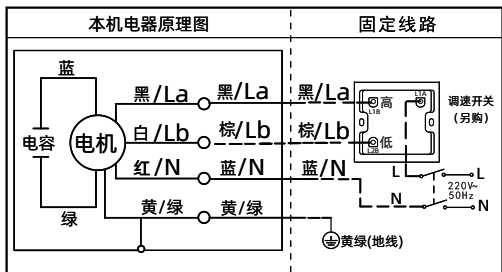 本机电器原理图
固定线路
蓝
电容
电机
绿
黑/La
黑/La
黑/La
白/Lb
棕/Lb
棕/Lb
红/N
蓝/N
蓝/N
黄/绿
黄/绿
高
L1B
L1A
低
L2B
调速开关
(另购)
L
L
220V~
50Hz
N
N
黄绿(地线)